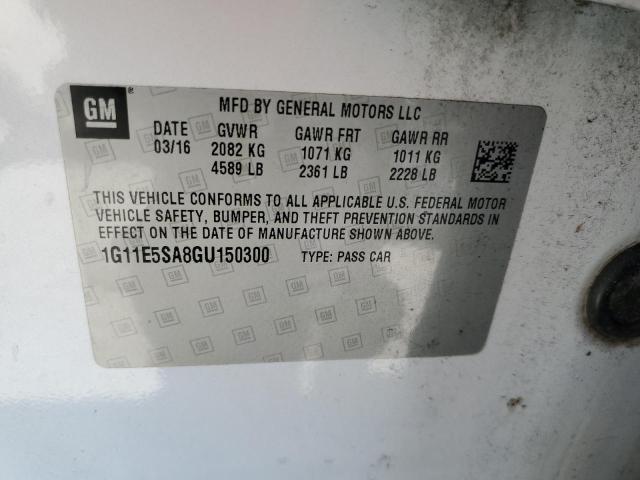 GM
®
MFD BY GENERAL MOTORS LLC
DATE GVWR GAWR FRT GAWR RR
03/16 2082 KG 1071 KG 1011 KG
4589 LB 2361 LB 2228 LB
THIS VEHICLE CONFORMS TO ALL APPLICABLE U.S. FEDERAL MOTOR
VEHICLE SAFETY, BUMPER, AND THEFT PREVENTION STANDARDS IN
EFFECT ON THE DATE OF MANUFACTURE SHOWN ABOVE.
1G11E5SA8GU150300 TYPE: PASS CAR